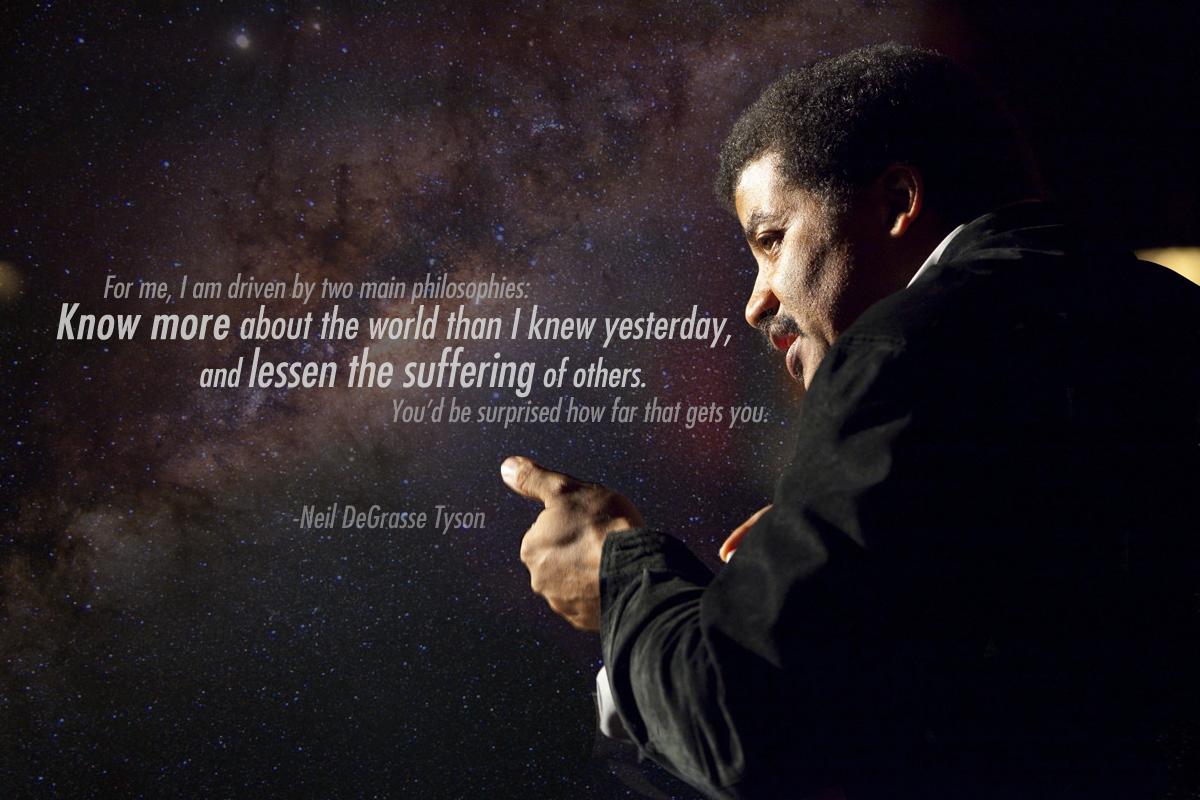 For me, I am driven by two main philosophies:
Know more about the world than I knew yesterday,
and lessen the suffering of others.
You'd be surprised how far that gets you.
-Neil DeGrasse Tyson